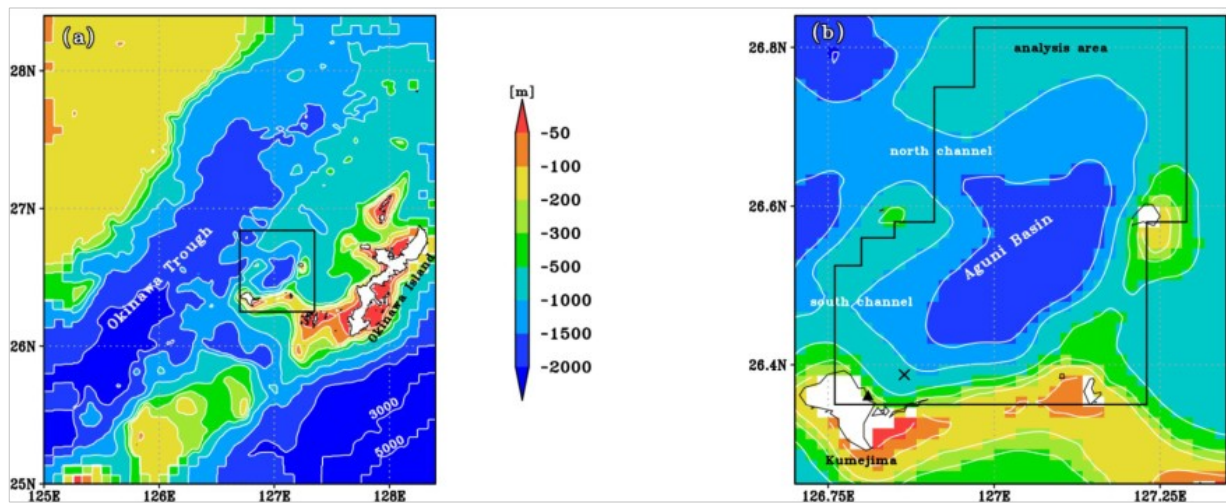 (a)
28N
27N
26N
25N
125E
126E
127E
128E
Okinawa Trough
Okinawa Island
3000
5000
[m]
-50
-100
-200
-300
-500
-1000
-1500
-2000
(b)
26.8N
26.6N
26.4N
126.75E
127E
127.25E
analysis area
north channel
Aguni Basin
south channel
Kumejima